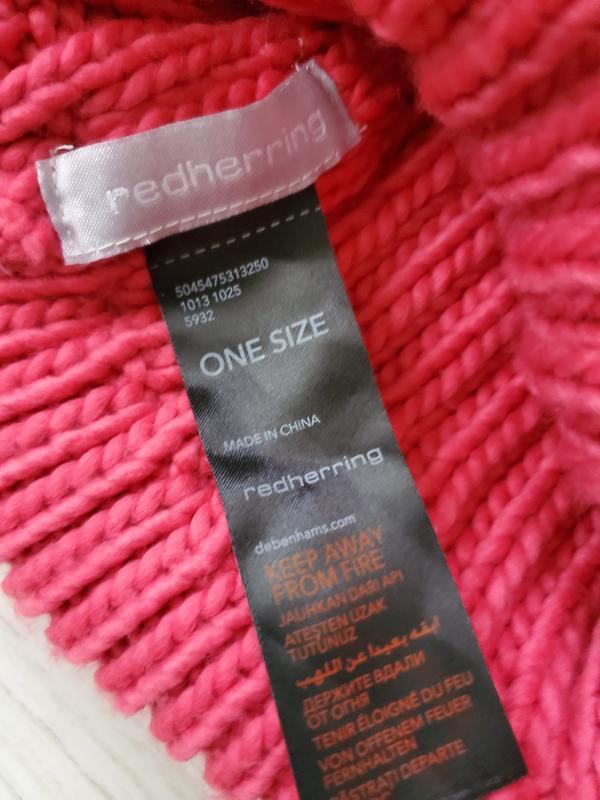 redherring
5045475313250
1013 1025
5932
ONE SIZE
MADE IN CHINA
redherring
debenhams.com
KEEP AWAY
FROM FIRE
JAUHKAN DARI API
ATEŞTEN UZAK
TUTUNUZ
ابقه بعيدا عن اللهب
ДЕРЖИТЕ ВДАЛИ
ОТ ОГНЯ
TENIR ÉLOIGNÉ DU FEU
VON OFFENEM FEUER
FERNHALTEN
PĂSTRAȚI DEPARTE